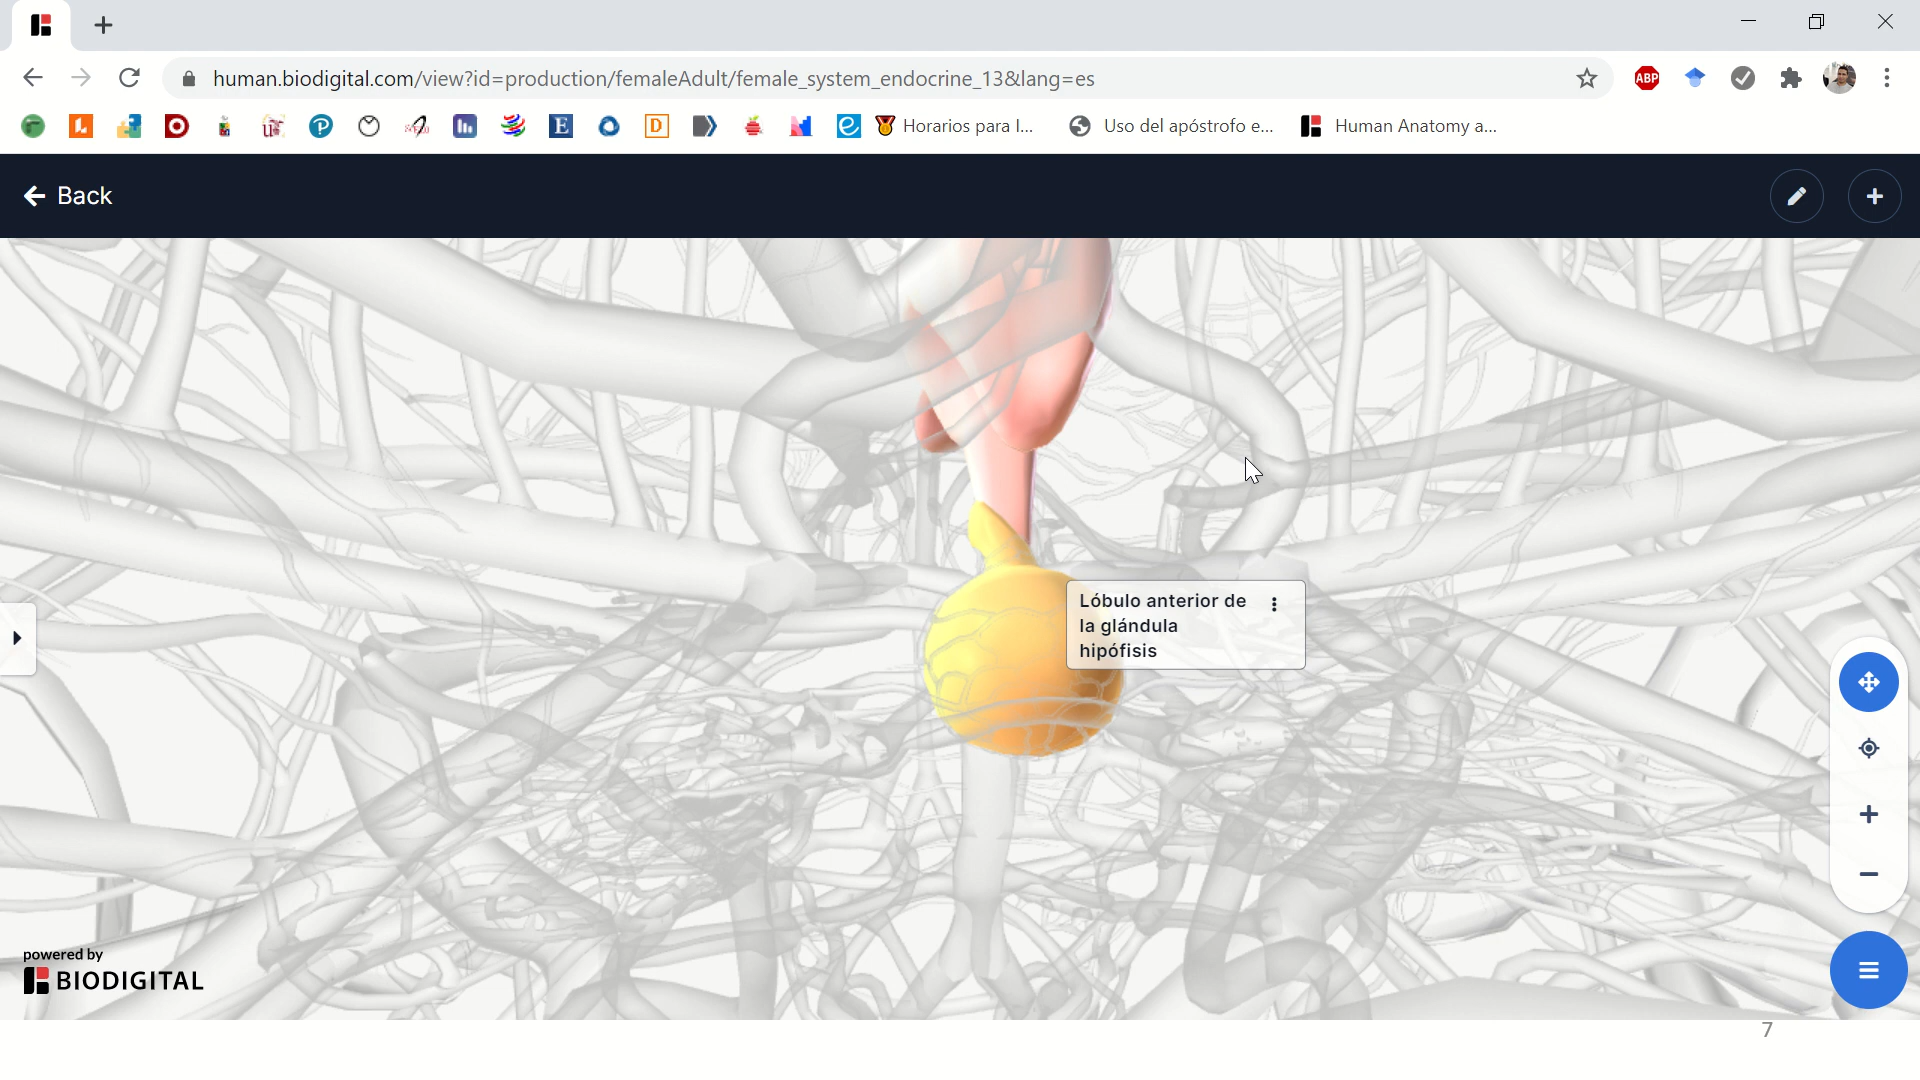 human.biodigital.com/view?id=production/femaleAdult/female_system_endocrine_13&lang=es
ABP
Horarios para l...
Uso del apóstrofo e...
Human Anatomy a...
Back
Lóbulo anterior de
la glándula
hipófisis
powered by
BIODIGITAL
7